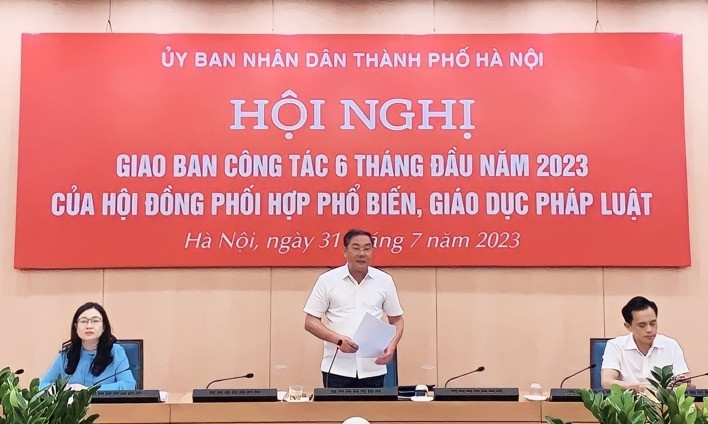 ỦY BAN NHÂN DÂN THÀNH PHỐ HÀ NỘI
HỘI NGHỊ
GIAO BAN CÔNG TÁC 6 THÁNG ĐẦU NĂM 2023
CỦA HỘI ĐỒNG PHỐI HỢP PHỔ BIẾN, GIÁO DỤC PHÁP LUẬT
Hà Nội, ngày 31 tháng 7 năm 2023